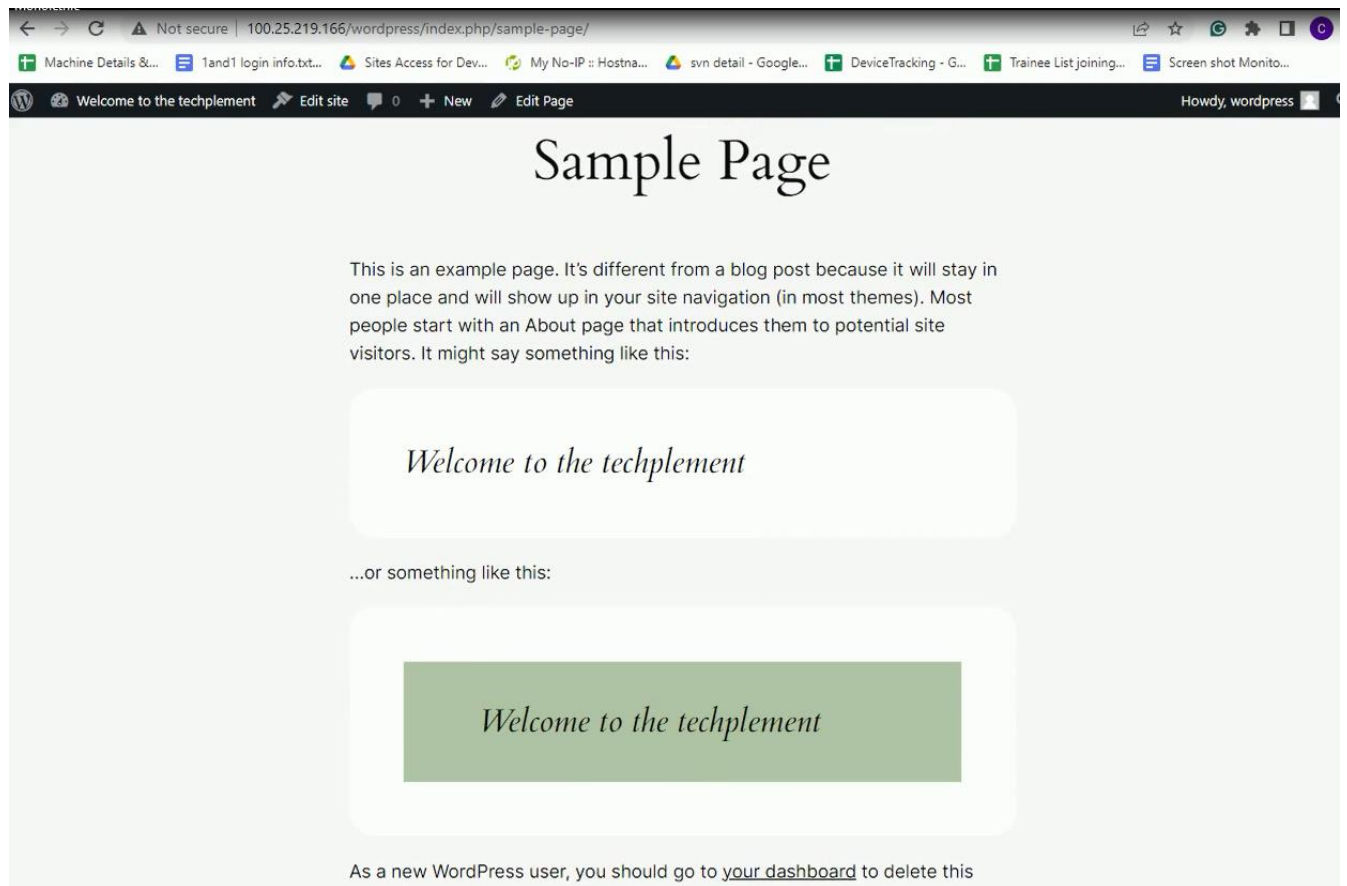 Not secure | 100.25.219.166/wordpress/index.php/sample-page/
Machine Details &... 1and1 login info.txt... Sites Access for Dev... My No-IP :: Hostna... svn detail - Google... DeviceTracking - G... Trainee List joining... Screen shot Monito...
Welcome to the techplement Edit site 0 + New Edit Page Howdy, wordpress
Sample Page
This is an example page. It’s different from a blog post because it will stay in
one place and will show up in your site navigation (in most themes). Most
people start with an About page that introduces them to potential site
visitors. It might say something like this:
Welcome to the techplement
...or something like this:
Welcome to the techplement
As a new WordPress user, you should go to your dashboard to delete this